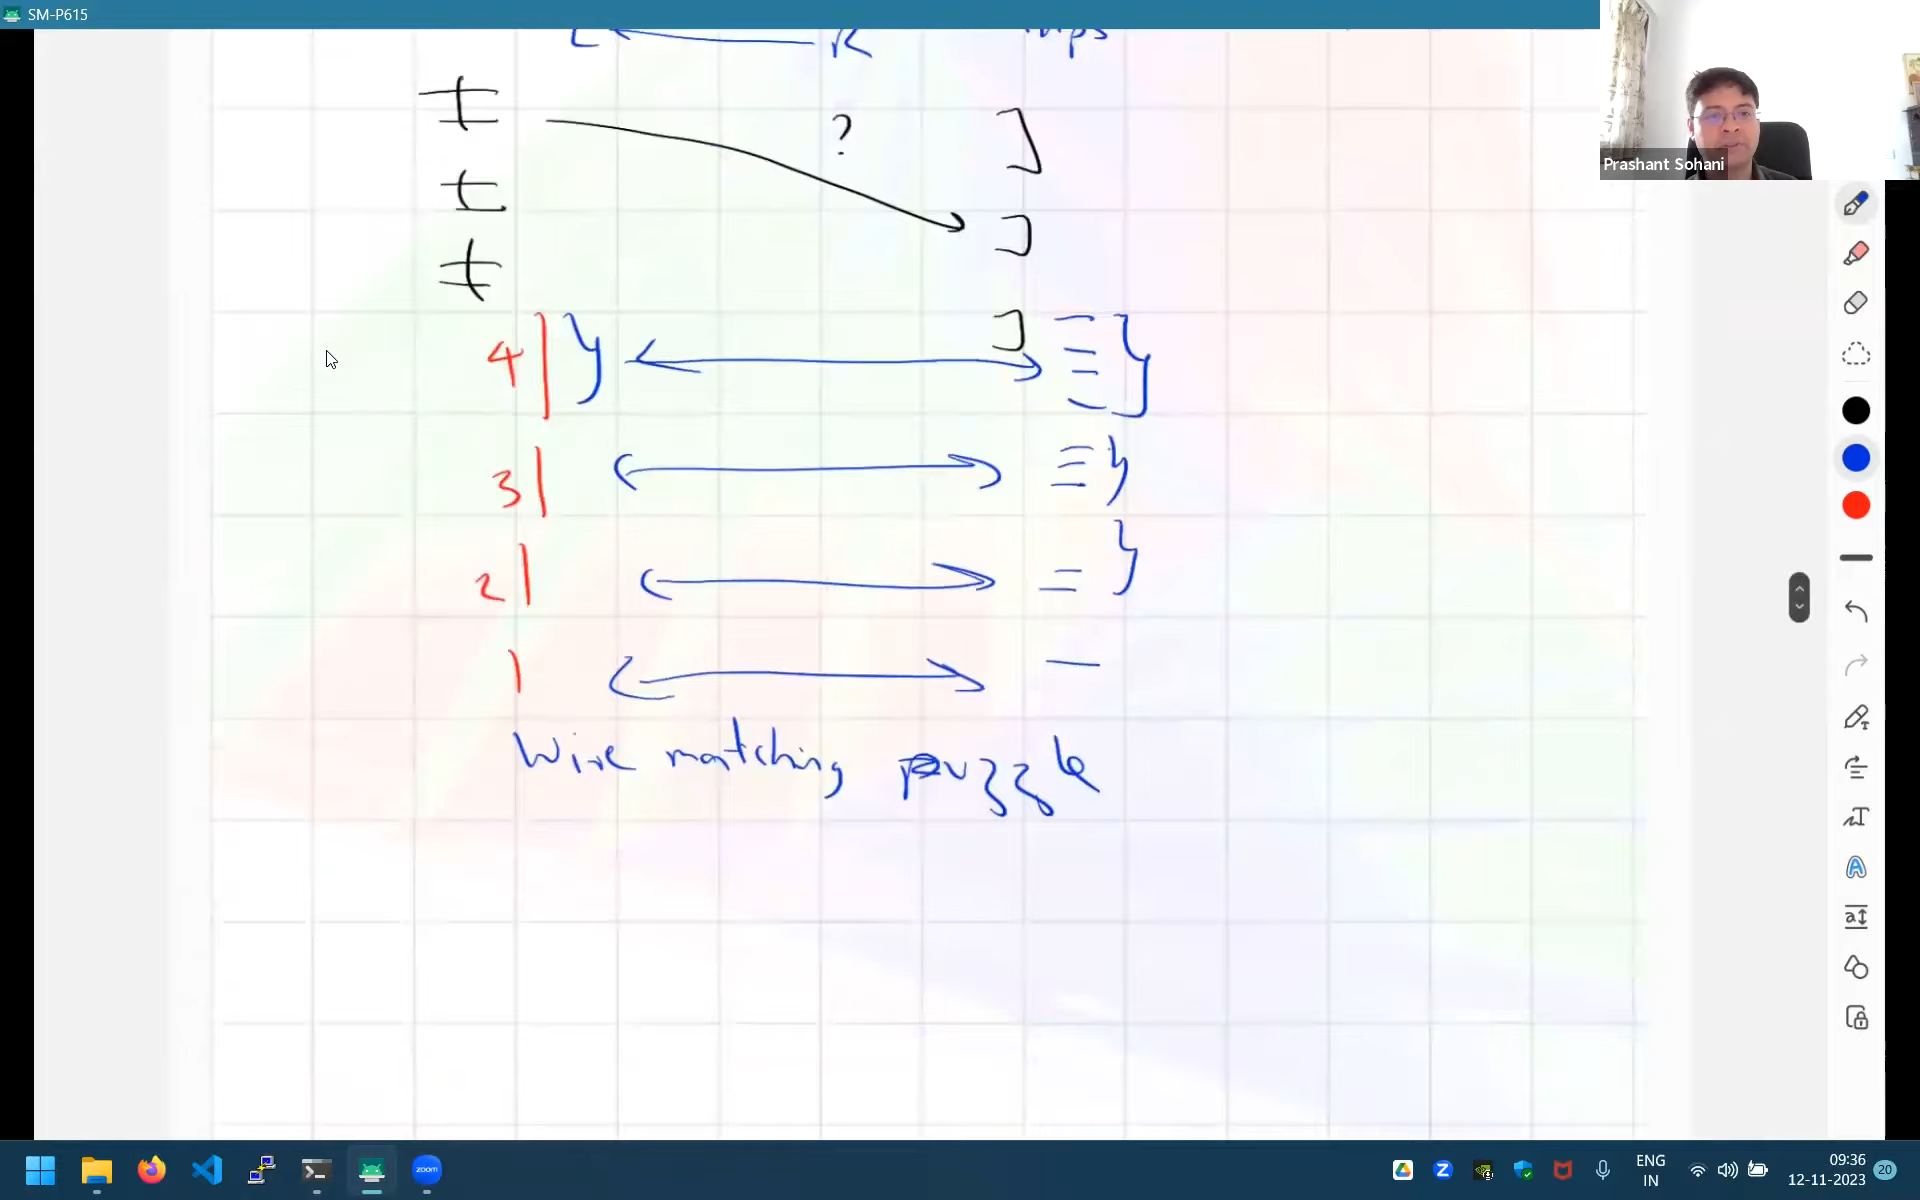 SM-P615
Prashant Sohani
L R
?
4
3
2
1
Wire matching puzzle
zoom
ENG
IN
09:36
12-11-2023
20